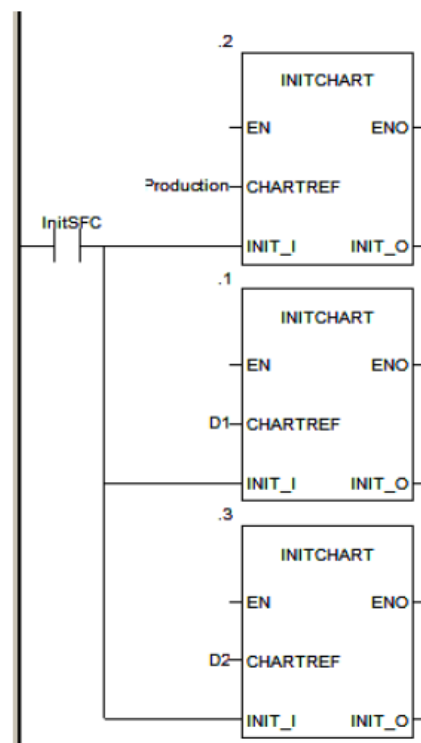 .2
INITCHART
EN ENO
Production CHARTREF
InitSFC
INIT_I INIT_O
.1
INITCHART
EN ENO
D1 CHARTREF
INIT_I INIT_O
.3
INITCHART
EN ENO
D2 CHARTREF
INIT_I INIT_O